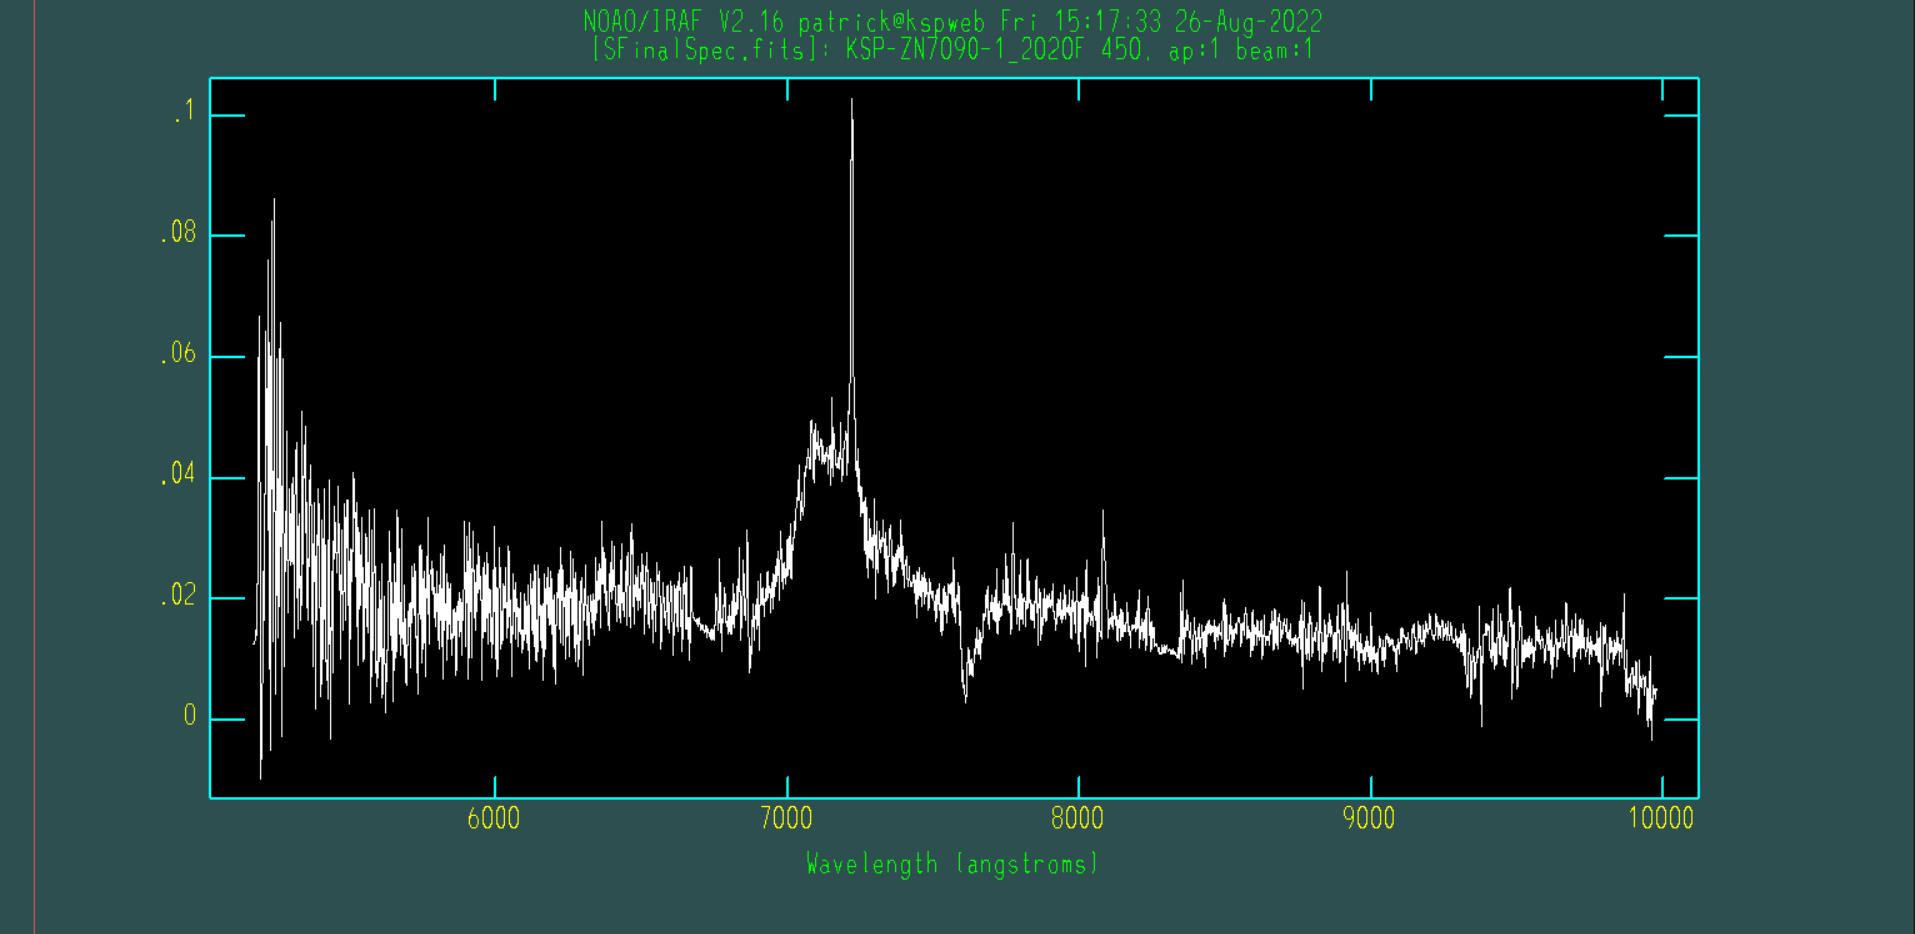 NOAO/IRAF V2.16 patrick@kspweb Fri 15:17:33 26-Aug-2022
[SFinalSpec.fits]: KSP-ZN7090-1_2020F 450. ap:1 beam:1
.1
.08
.06
.04
.02
0
6000 7000 8000 9000 10000
Wavelength (angstroms)